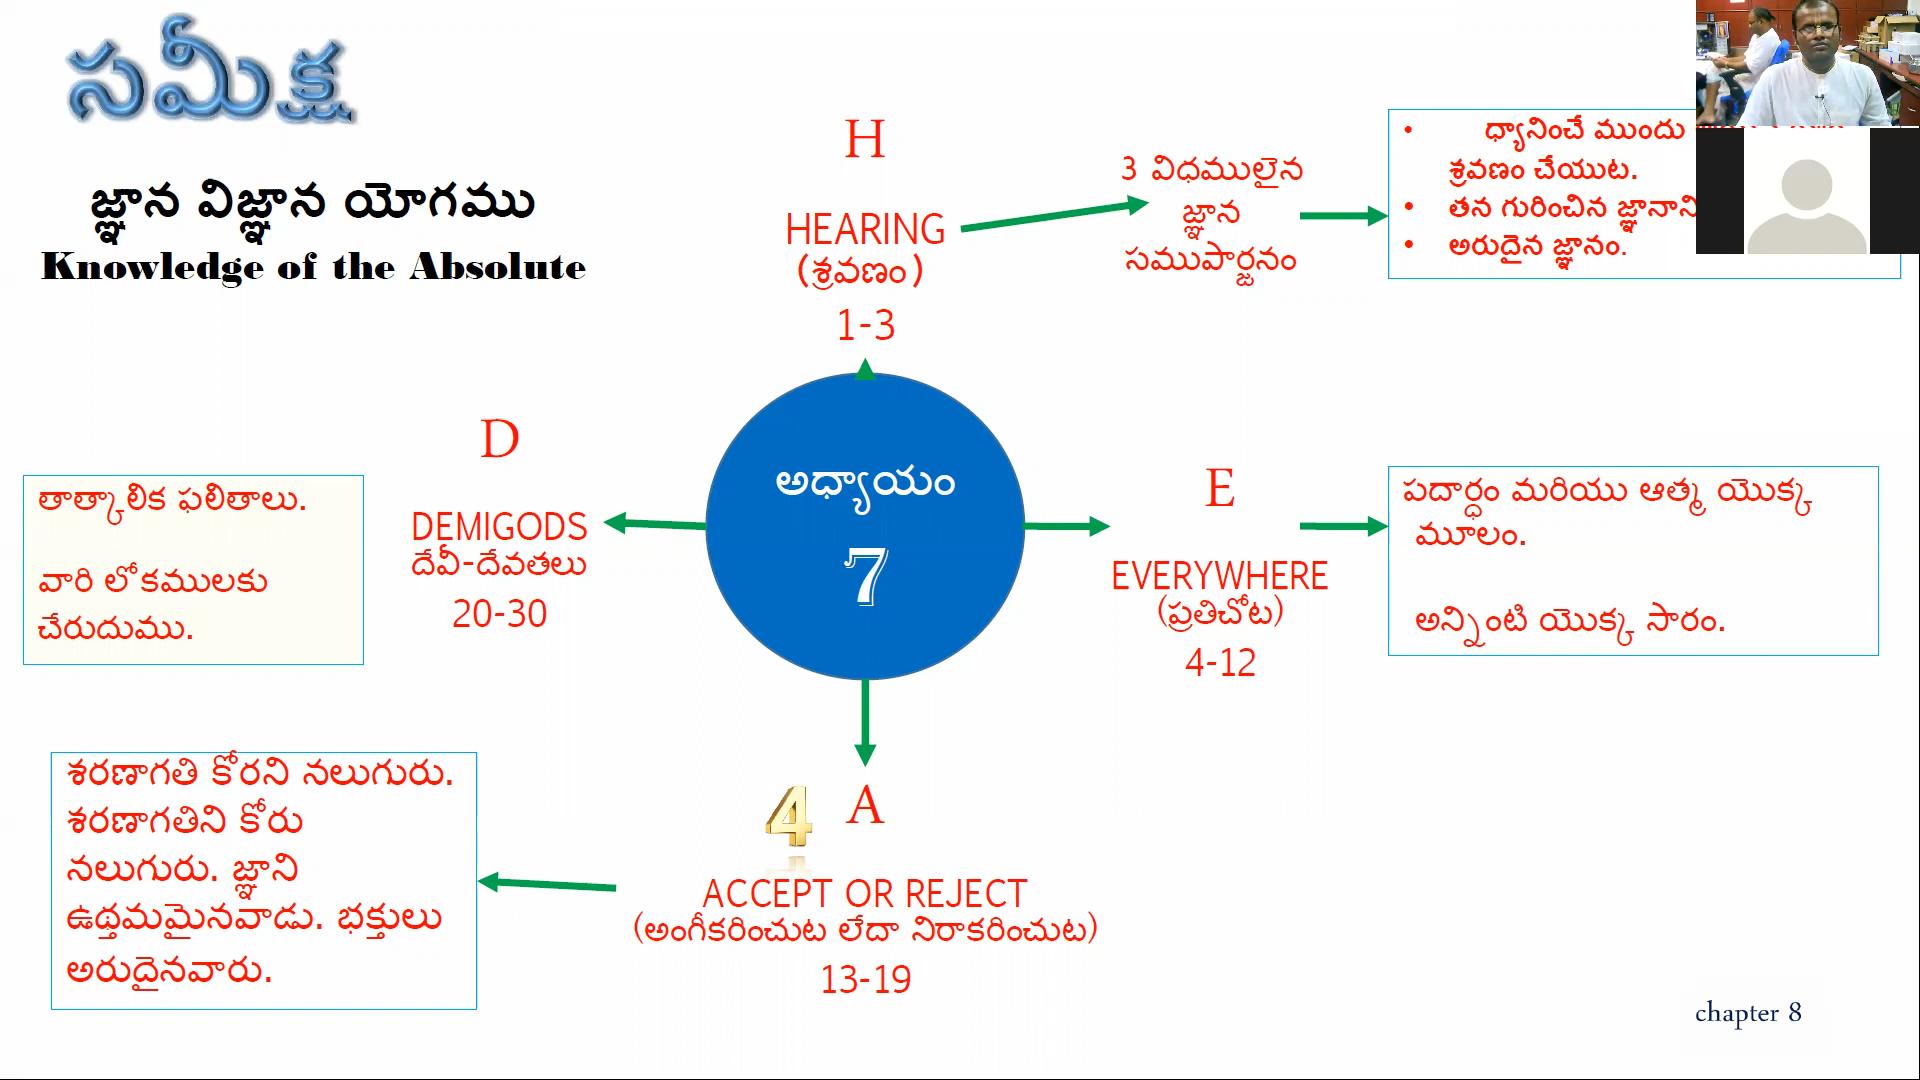 సమీక్ష
జ్ఞాన విజ్ఞాన యోగము
Knowledge of the Absolute
H
HEARING
(శ్రవణం)
1-3
3 విధములైన
జ్ఞాన
సముపార్జనం
• ధ్యానించే ముందు
శ్రవణం చేయుట.
• తన గురించిన జ్ఞానాని
• అరుదైన జ్ఞానం.
D
DEMIGODS
దేవీ-దేవతలు
20-30
తాత్కాలిక ఫలితాలు.
వారి లోకములకు
చేరుదుము.
అధ్యాయం
7
E
EVERYWHERE
(ప్రతిచోట)
4-12
పదార్ధం మరియు ఆత్మ యొక్క
మూలం.
అన్నింటి యొక్క సారం.
4 A
ACCEPT OR REJECT
(అంగీకరించుట లేదా నిరాకరించుట)
13-19
శరణాగతి కోరని నలుగురు.
శరణాగతిని కోరు
నలుగురు. జ్ఞాని
ఉత్తమమైనవాడు. భక్తులు
అరుదైనవారు.
chapter 8